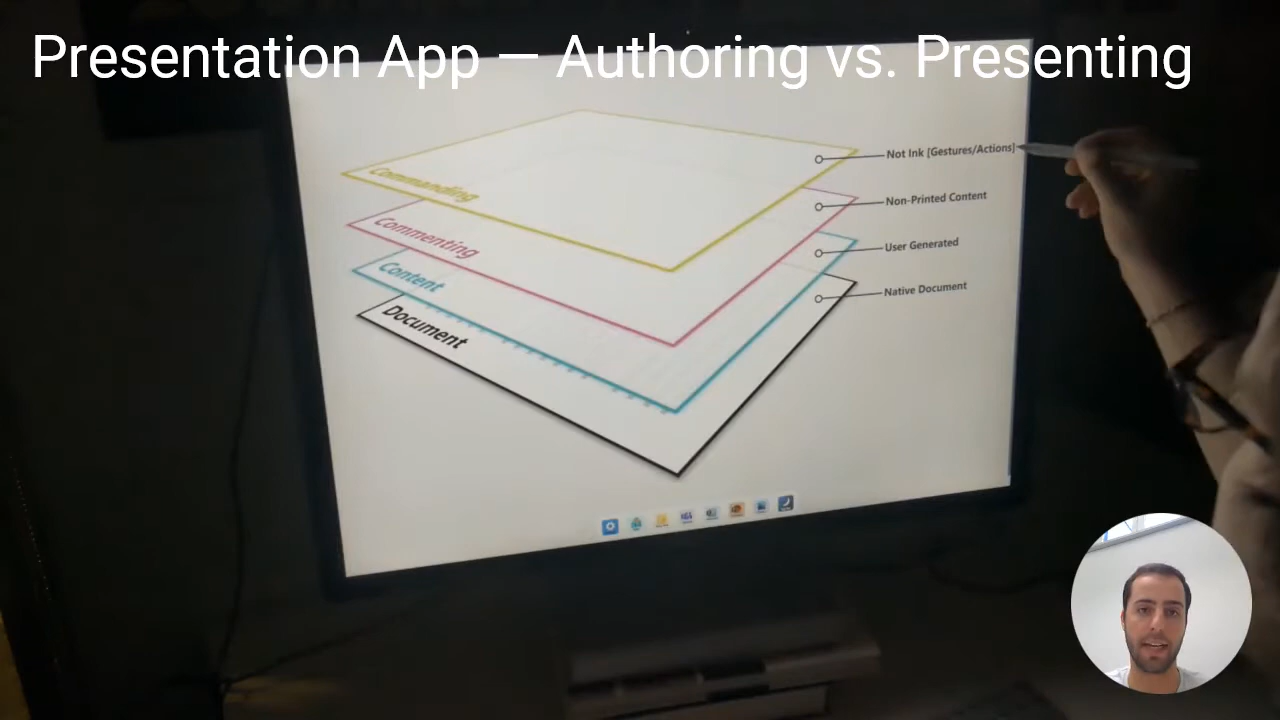 Presentation App — Authoring vs. Presenting
Not Ink [Gestures/Actions]
Commanding
Non-Printed Content
Commenting
User Generated
Content
Native Document
Document